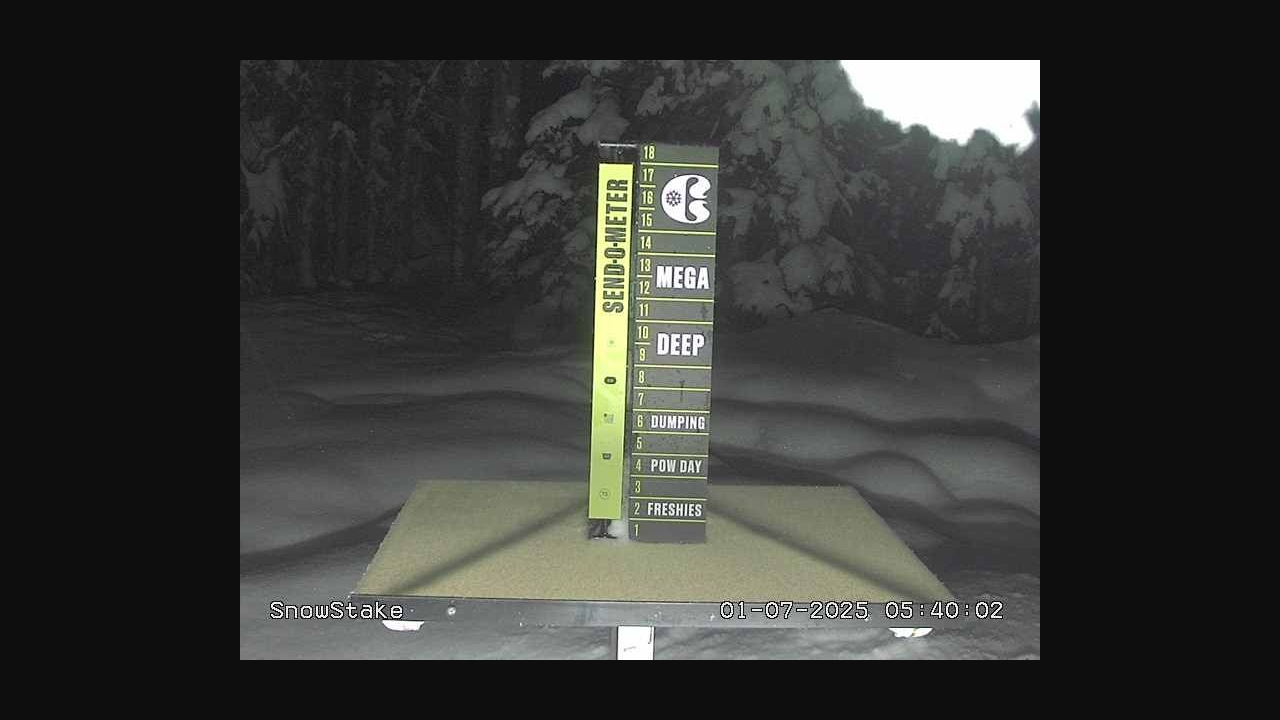 18
17
16
15
14
13
MEGA
12
11
10
DEEP
9
8
7
6 DUMPING
5
4 POW DAY
3
2 FRESHIES
1
SEND-O-METER
SnowStake
01-07-2025 05:40:02